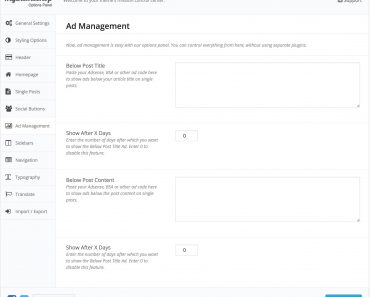 Options Panel
Welcome to your theme's mission control center.
Support
General Settings
Styling Options
Header
Homepage
Single Posts
Social Buttons
Ad Management
Sidebars
Navigation
Typography
Translate
Import / Export
Ad Management
Now, ad management is easy with our options panel. You can control everything from here, without using separate plugins.
Below Post Title
Paste your Adsense, BSA or other ad code here
to show ads below your article title on single
posts.
Show After X Days
Enter the number of days after which you want
to show the Below Post Title Ad. Enter 0 to
disable this feature.
0
Below Post Content
Paste your Adsense, BSA or other ad code here
to show ads below the post content on single
posts.
Show After X Days
Enter the number of days after which you want
to show the Below Post Title Ad. Enter 0 to
disable this feature.
0